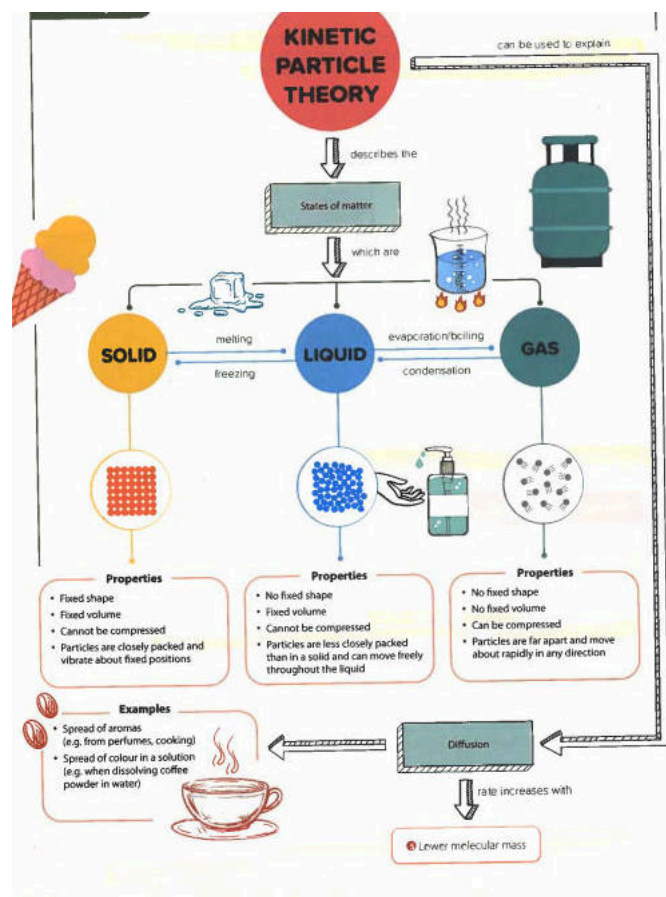 KINETIC
PARTICLE
THEORY
can be used to explain
describes the
States of matter
which are
SOLID
melting
freezing
LIQUID
evaporation/boiling
condensation
GAS
Properties
• Fixed shape
• Fixed volume
• Cannot be compressed
• Particles are closely packed and
vibrate about fixed positions
Properties
• No fixed shape
• Fixed volume
• Cannot be compressed
• Particles are less closely packed
than in a solid and can move freely
throughout the liquid
Properties
• No fixed shape
• No fixed volume
• Can be compressed
• Particles are far apart and move
about rapidly in any direction
Examples
• Spread of aromas
(e.g. from perfumes, cooking)
• Spread of colour in a solution
(e.g. when dissolving coffee
powder in water)
Diffusion
rate increases with
Lower molecular mass